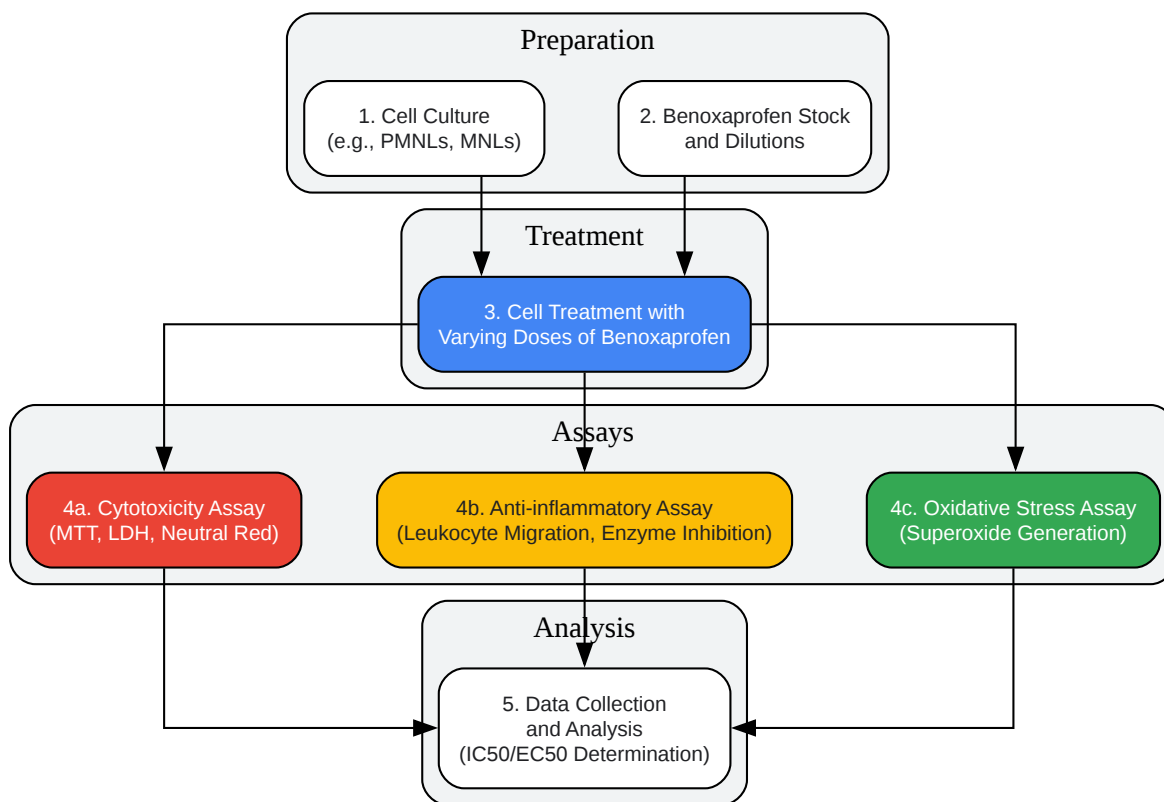 Preparation
1. Cell Culture
(e.g., PMNLs, MNLs)
2. Benoxaprofen Stock
and Dilutions
Treatment
3. Cell Treatment with
Varying Doses of Benoxaprofen
Assays
4a. Cytotoxicity Assay
(MTT, LDH, Neutral Red)
4b. Anti-inflammatory Assay
(Leukocyte Migration, Enzyme Inhibition)
4c. Oxidative Stress Assay
(Superoxide Generation)
Analysis
5. Data Collection
and Analysis
(IC50/EC50 Determination)